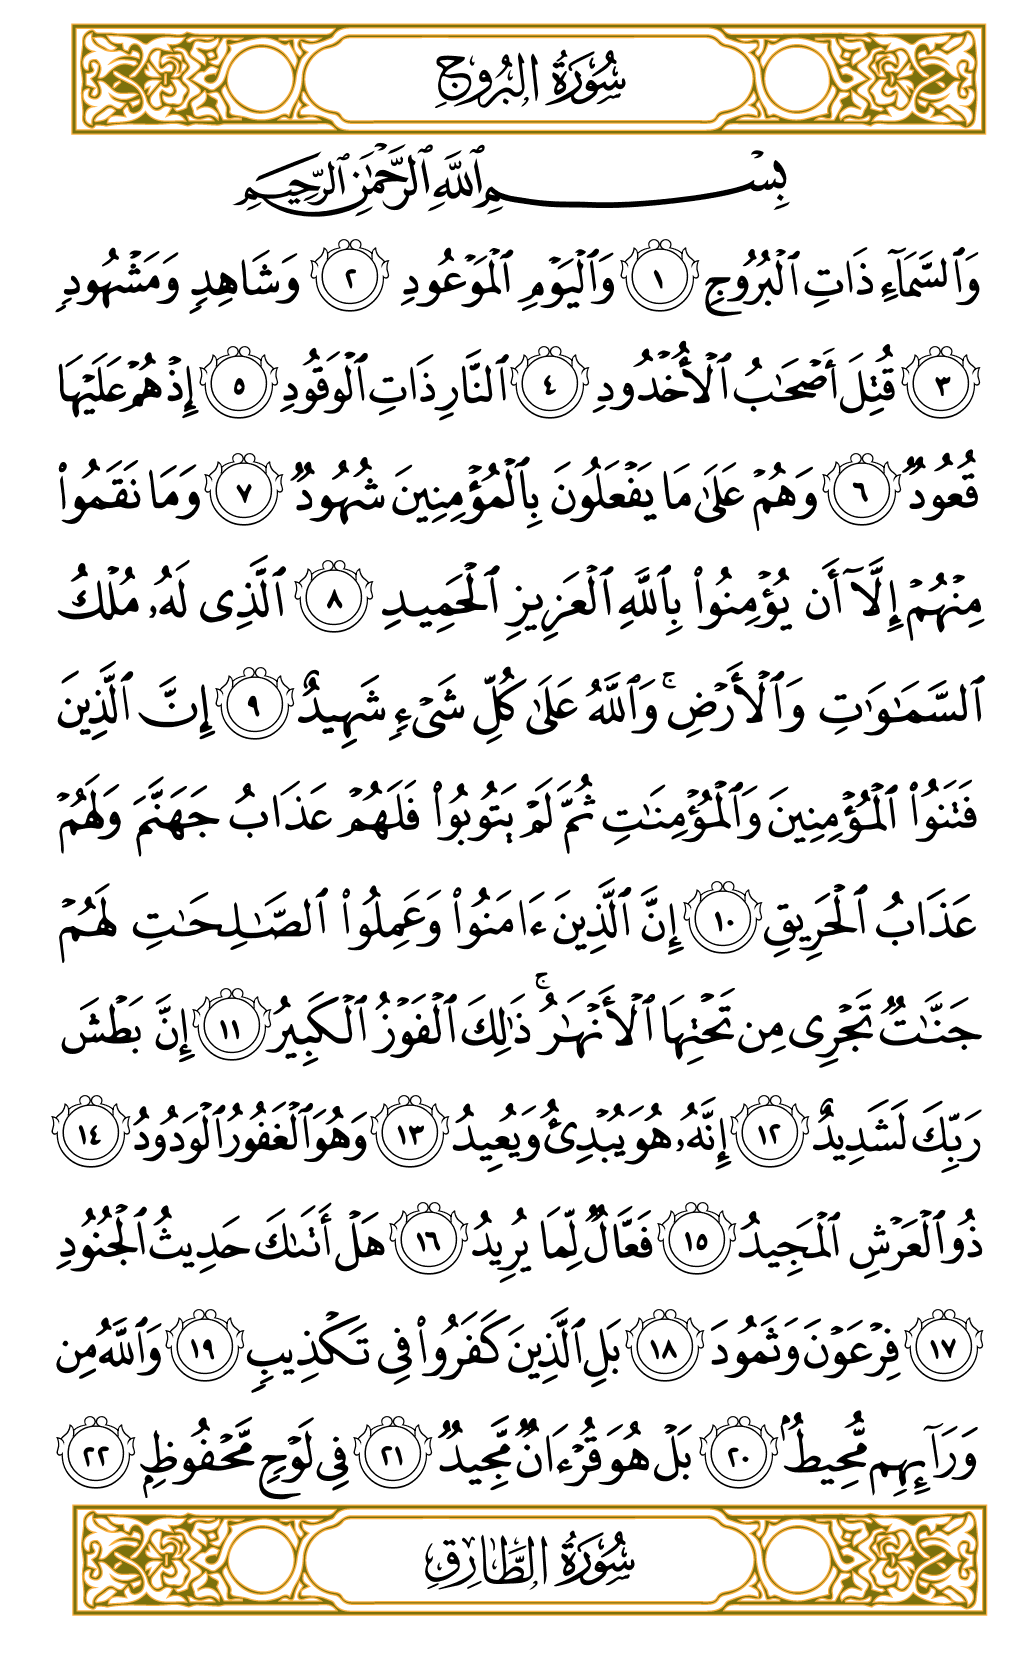 سُورَةُ البُرُوجِ
بِسۡمِ ٱللَّهِ ٱلرَّحۡمَٰنِ ٱلرَّحِيمِ
وَٱلسَّمَآءِ ذَاتِ ٱلۡبُرُوجِ ١ وَٱلۡيَوۡمِ ٱلۡمَوۡعُودِ ٢ وَشَاهِدٖ وَمَشۡهُودٖ
٣ قُتِلَ أَصۡحَٰبُ ٱلۡأُخۡدُودِ ٤ ٱلنَّارِ ذَاتِ ٱلۡوَقُودِ ٥ إِذۡ هُمۡ عَلَيۡهَا
قُعُودٞ ٦ وَهُمۡ عَلَىٰ مَا يَفۡعَلُونَ بِٱلۡمُؤۡمِنِينَ شُهُودٞ ٧ وَمَا نَقَمُواْ
مِنۡهُمۡ إِلَّآ أَن يُؤۡمِنُواْ بِٱللَّهِ ٱلۡعَزِيزِ ٱلۡحَمِيدِ ٨ ٱلَّذِي لَهُۥ مُلۡكُ
ٱلسَّمَٰوَٰتِ وَٱلۡأَرۡضِۚ وَٱللَّهُ عَلَىٰ كُلِّ شَيۡءٖ شَهِيدٌ ٩ إِنَّ ٱلَّذِينَ
فَتَنُواْ ٱلۡمُؤۡمِنِينَ وَٱلۡمُؤۡمِنَٰتِ ثُمَّ لَمۡ يَتُوبُواْ فَلَهُمۡ عَذَابُ جَهَنَّمَ وَلَهُمۡ
عَذَابُ ٱلۡحَرِيقِ ١٠ إِنَّ ٱلَّذِينَ ءَامَنُواْ وَعَمِلُواْ ٱلصَّٰلِحَٰتِ لَهُمۡ
جَنَّٰتٞ تَجۡرِي مِن تَحۡتِهَا ٱلۡأَنۡهَٰرُۚ ذَٰلِكَ ٱلۡفَوۡزُ ٱلۡكَبِيرُ ١١ إِنَّ بَطۡشَ
رَبِّكَ لَشَدِيدٌ ١٢ إِنَّهُۥ هُوَ يُبۡدِئُ وَيُعِيدُ ١٣ وَهُوَ ٱلۡغَفُورُ ٱلۡوَدُودُ ١٤
ذُو ٱلۡعَرۡشِ ٱلۡمَجِيدُ ١٥ فَعَّالٞ لِّمَا يُرِيدُ ١٦ هَلۡ أَتَىٰكَ حَدِيثُ ٱلۡجُنُودِ
١٧ فِرۡعَوۡنَ وَثَمُودَ ١٨ بَلِ ٱلَّذِينَ كَفَرُواْ فِي تَكۡذِيبٖ ١٩ وَٱللَّهُ مِن
وَرَآئِهِم مُّحِيطُۢ ٢٠ بَلۡ هُوَ قُرۡءَانٞ مَّجِيدٞ ٢١ فِي لَوۡحٖ مَّحۡفُوظِۭ ٢٢
سُورَةُ الطَّارِقِ